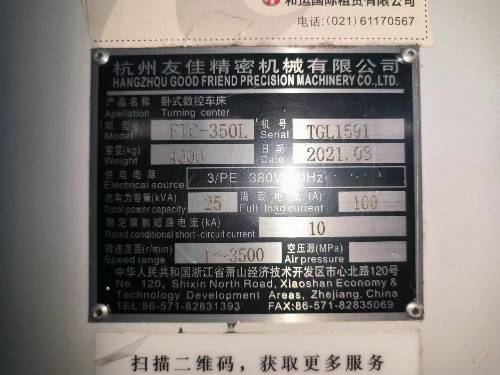 和运国际租赁有限公司
电话:(021) 61170567
杭州友佳精密机械有限公司
HANGZHOU GOOD FRIEND PRECISION MACHINERY CO.,LTD.
产品名称 卧式数控车床
Apellation Turning center
机型 FTC-350L 机号 TGL1591
Model Serial
重量(kg) 4000 日期 2021.03
Weight Date
供电电源 3/PE 380V 50Hz
Electrical source
总电力容量(kVA) 25 满载电流(A) 100
Total power capacity Full load current
额定限制短路电流(kA) 10
Rated conditional short-circuit current
转速范围(r/min) 1~3500 空压源(MPa)
Speed range Air pressure
中华人民共和国浙江省萧山经济技术开发区市心北路120号
No. 120, Shixin North Road, Xiaoshan Economy &
Technology Development Areas, Zhejiang, China
TEL:86-571-82831393 FAX:86-571-82835069
扫描二维码，获取更多服务